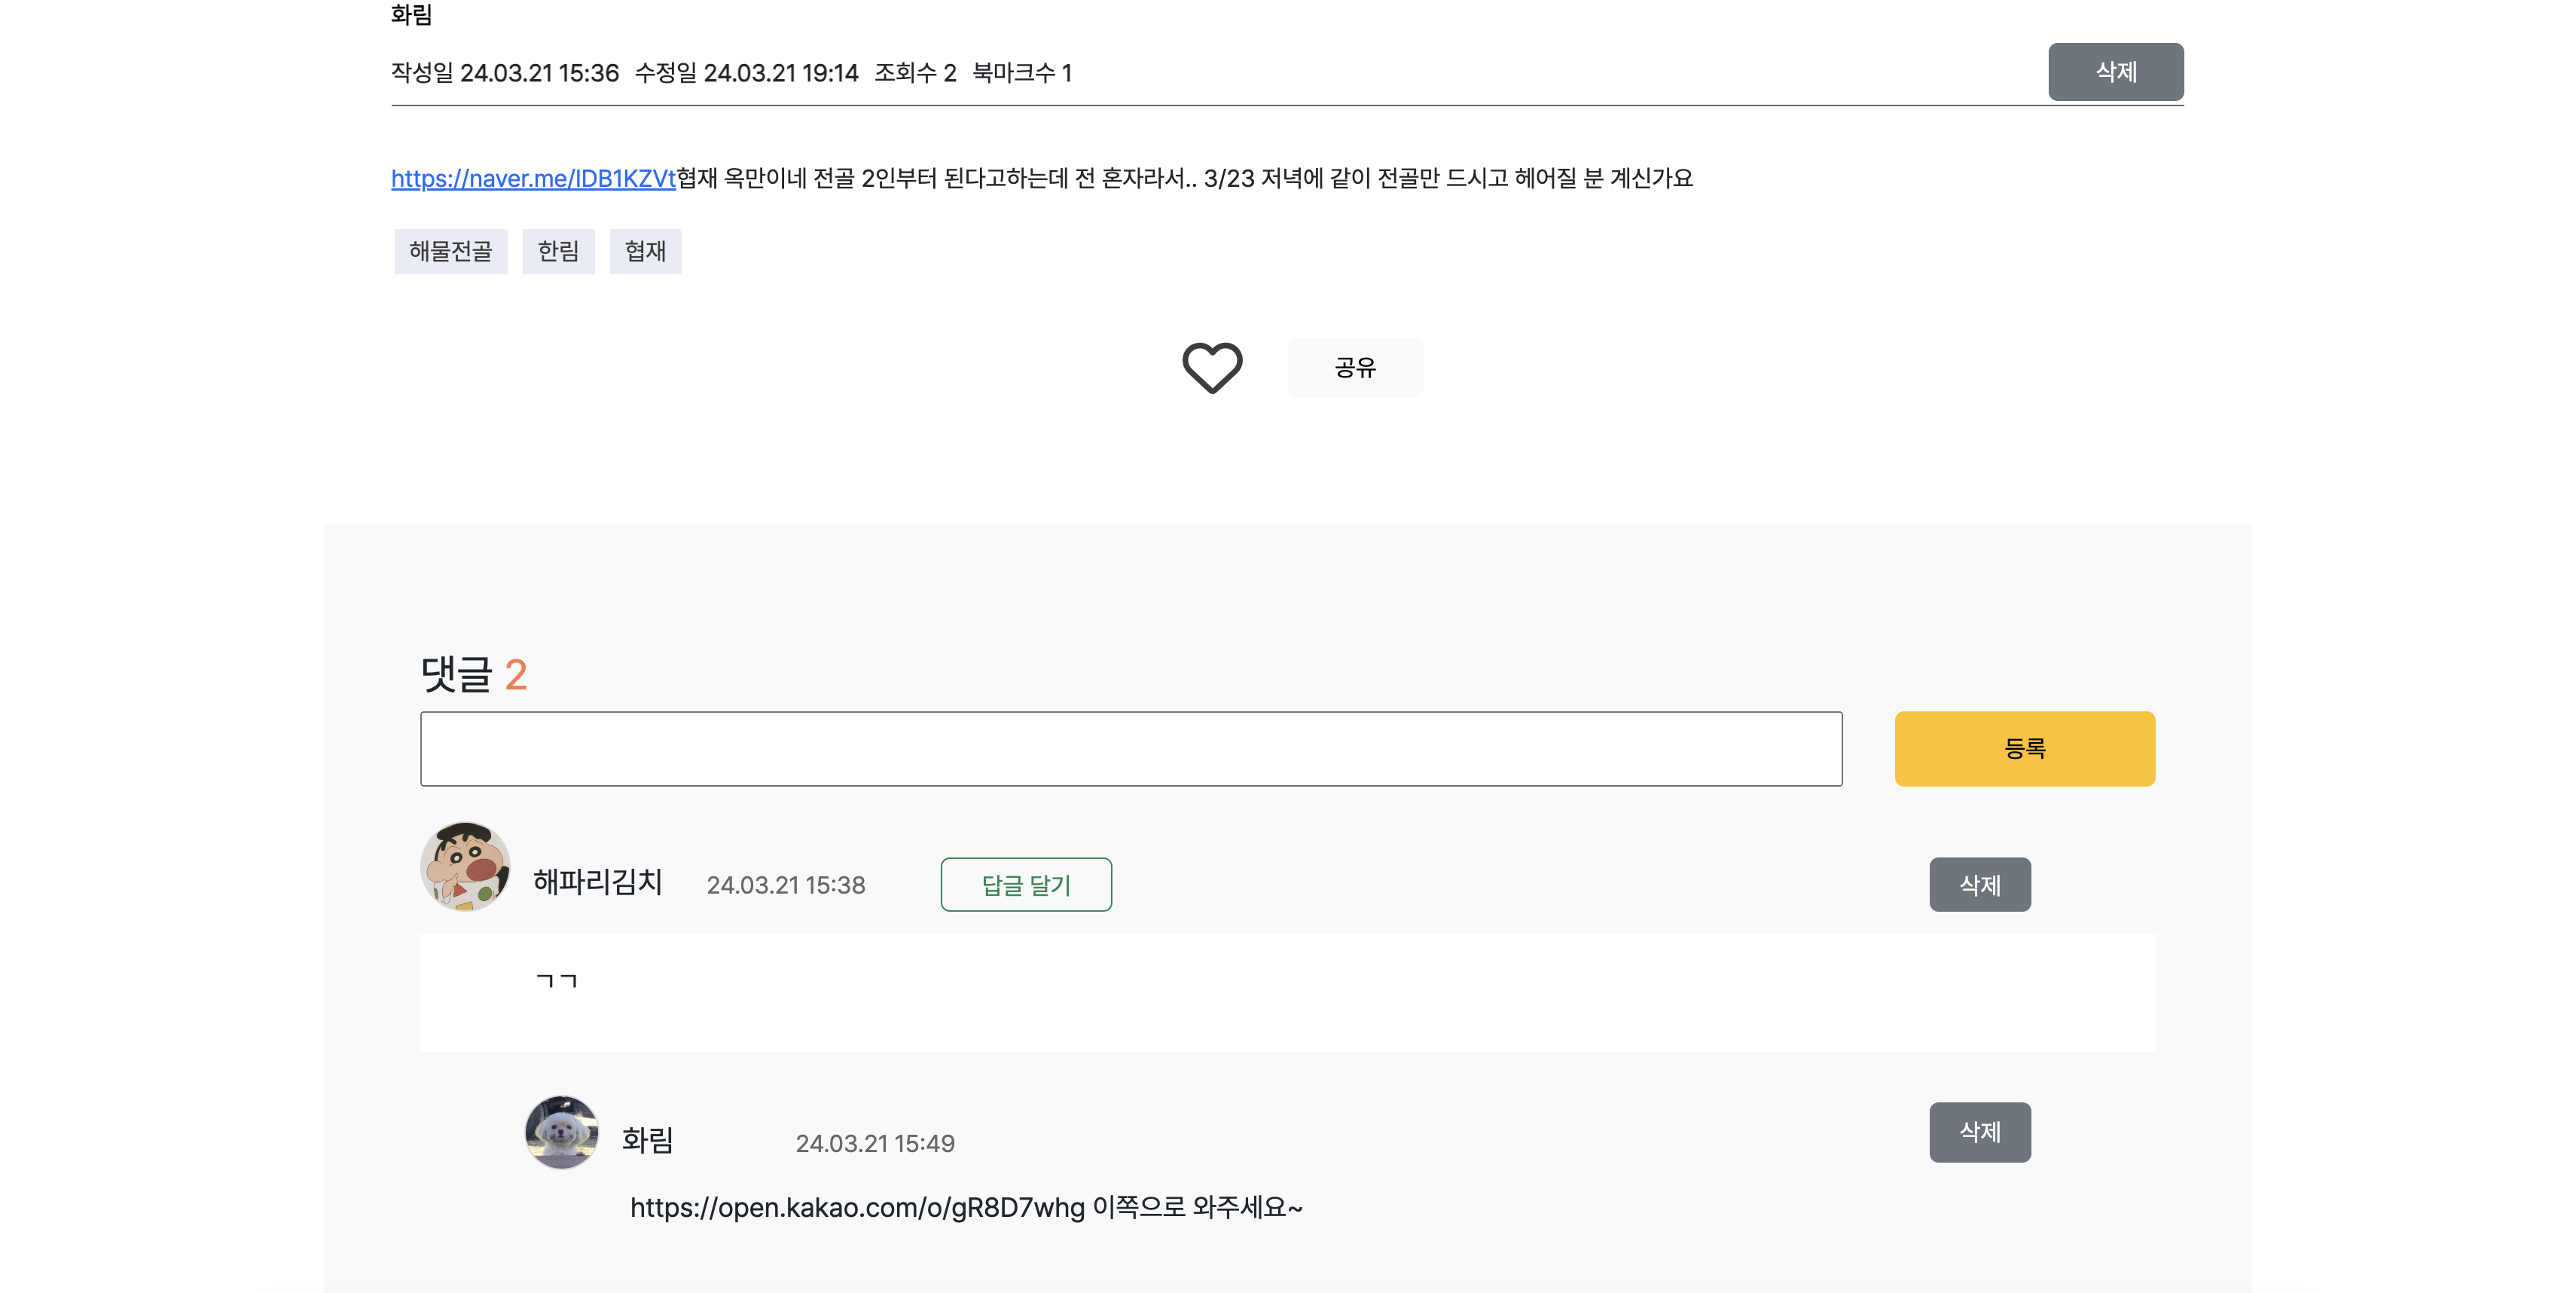 화림
작성일 24.03.21 15:36 수정일 24.03.21 19:14 조회수 2 북마크수 1
삭제
https://naver.me/IDB1KZVt협재 옥만이네 전골 2인부터 된다고하는데 전 혼자라서.. 3/23 저녁에 같이 전골만 드시고 헤어질 분 계신가요
해물전골 한림 협재
공유
댓글 2
등록
해파리김치 24.03.21 15:38 답글 달기 삭제
ㄱㄱ
화림 24.03.21 15:49 삭제
https://open.kakao.com/o/gR8D7whg 이쪽으로 와주세요~